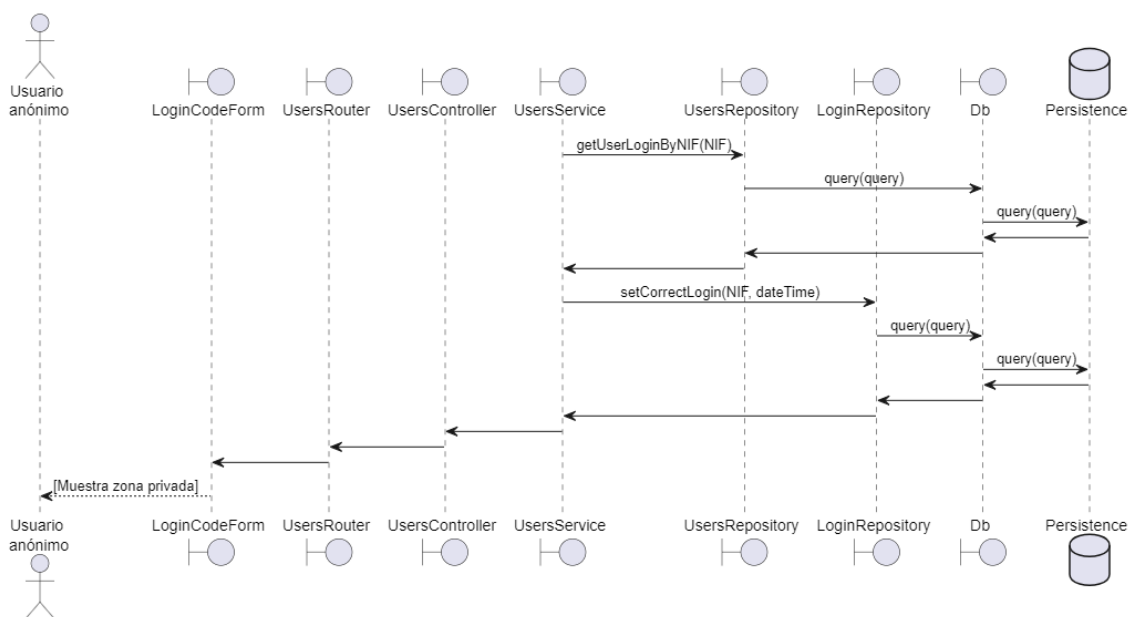 Usuario
anónimo
LoginCodeForm
UsersRouter
UsersController
UsersService
UsersRepository
LoginRepository
Db
Persistence
getUserLoginByNIF(NIF)
query(query)
query(query)
setCorrectLogin(NIF, dateTime)
query(query)
query(query)
[Muestra zona privada]
Usuario
anónimo
LoginCodeForm
UsersRouter
UsersController
UsersService
UsersRepository
LoginRepository
Db
Persistence